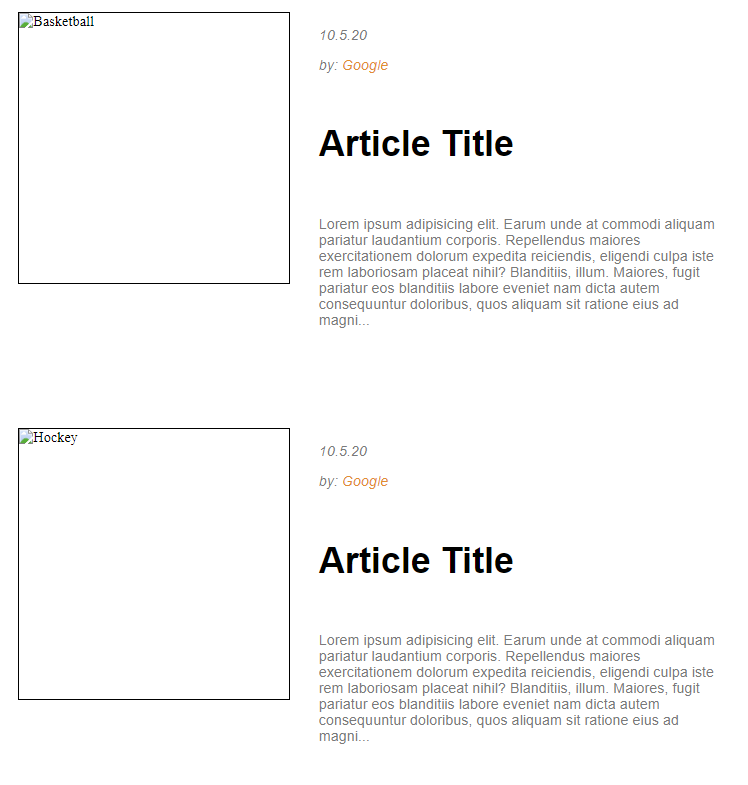 Basketball
10.5.20
by: Google
Article Title
Lorem ipsum adipisicing elit. Earum unde at commodi aliquam
pariatur laudantium corporis. Repellendus maiores
exercitationem dolorum expedita reiciendis, eligendi culpa iste
rem laboriosam placeat nihil? Blanditiis, illum. Maiores, fugit
pariatur eos blanditiis labore eveniet nam dicta autem
consequuntur doloribus, quos aliquam sit ratione eius ad
magni...
Hockey
10.5.20
by: Google
Article Title
Lorem ipsum adipisicing elit. Earum unde at commodi aliquam
pariatur laudantium corporis. Repellendus maiores
exercitationem dolorum expedita reiciendis, eligendi culpa iste
rem laboriosam placeat nihil? Blanditiis, illum. Maiores, fugit
pariatur eos blanditiis labore eveniet nam dicta autem
consequuntur doloribus, quos aliquam sit ratione eius ad
magni...